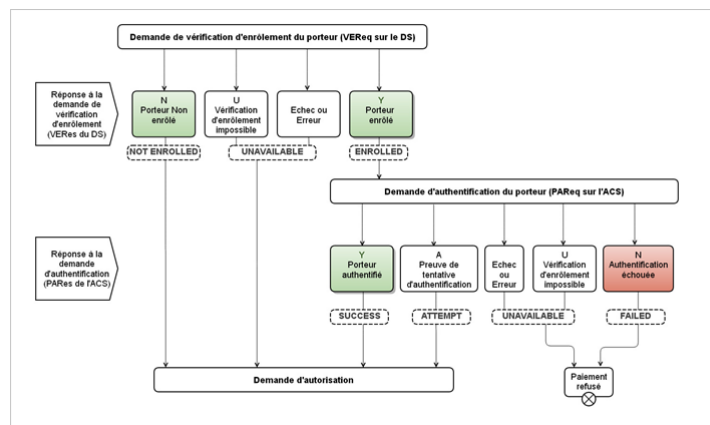 Demande de vérification d'enrôlement du porteur (VEReq sur le DS)
Réponse à la
demande de
vérification
d'enrôlement
(VERes du DS)
N
Porteur Non
enrôlé
U
Vérification
d'enrôlement
impossible
Echec ou
Erreur
Y
Porteur
enrôlé
NOT ENROLLED
UNAVAILABLE
ENROLLED
Demande d'authentification du porteur (PAReq sur l'ACS)
Réponse à la
demande
d'authentification
(PARes de l'ACS)
Y
Porteur
authentifié
A
Preuve de
tentative
d'authentification
Echec
ou
Erreur
U
Vérification
d'enrôlement
impossible
N
Authentification
échouée
SUCCESS
ATTEMPT
UNAVAILABLE
FAILED
Demande d'autorisation
Paiement
refusé